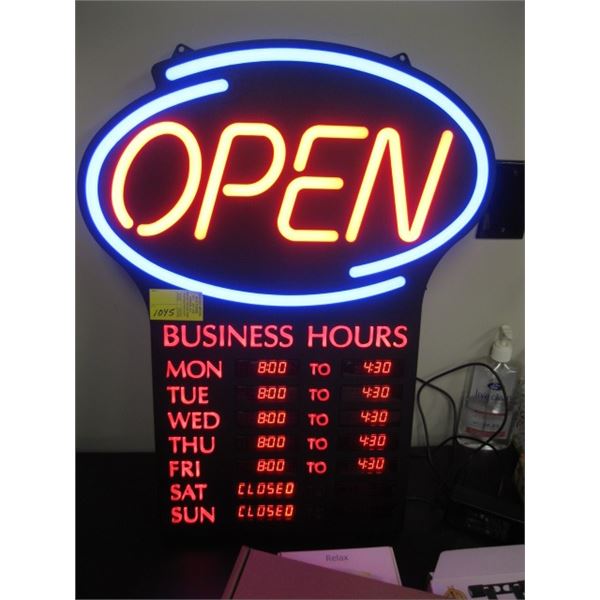 OPEN
1045
BUSINESS HOURS
MON 8:00 TO 4:30
TUE 8:00 TO 4:30
WED 8:00 TO 4:30
THU 8:00 TO 4:30
FRI 8:00 TO 4:30
SAT CLOSED
SUN CLOSED
Relax